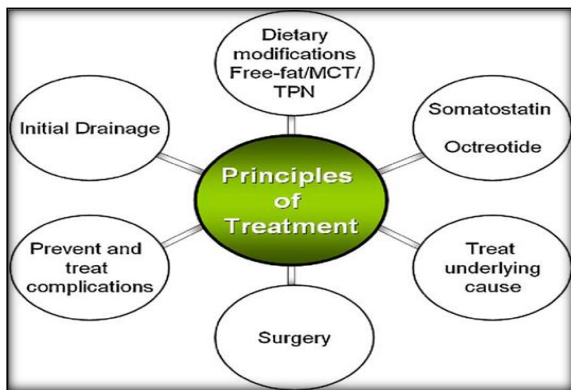 Dietary
modifications
Free-fat/MCT/
TPN
Initial Drainage
Somatostatin
Octreotide
Principles
of
Treatment
Prevent and
treat
complications
Treat
underlying
cause
Surgery